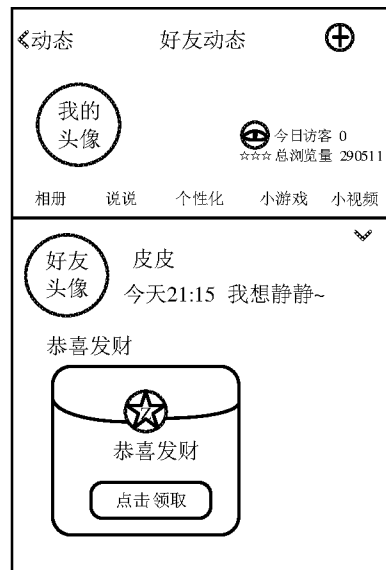 动态 好友动态
我的
头像
今日访客 0
☆☆☆ 总浏览量 290511
相册 说说 个性化 小游戏 小视频
好友
头像
皮皮
今天21:15 我想静静~
恭喜发财
恭喜发财
点击领取